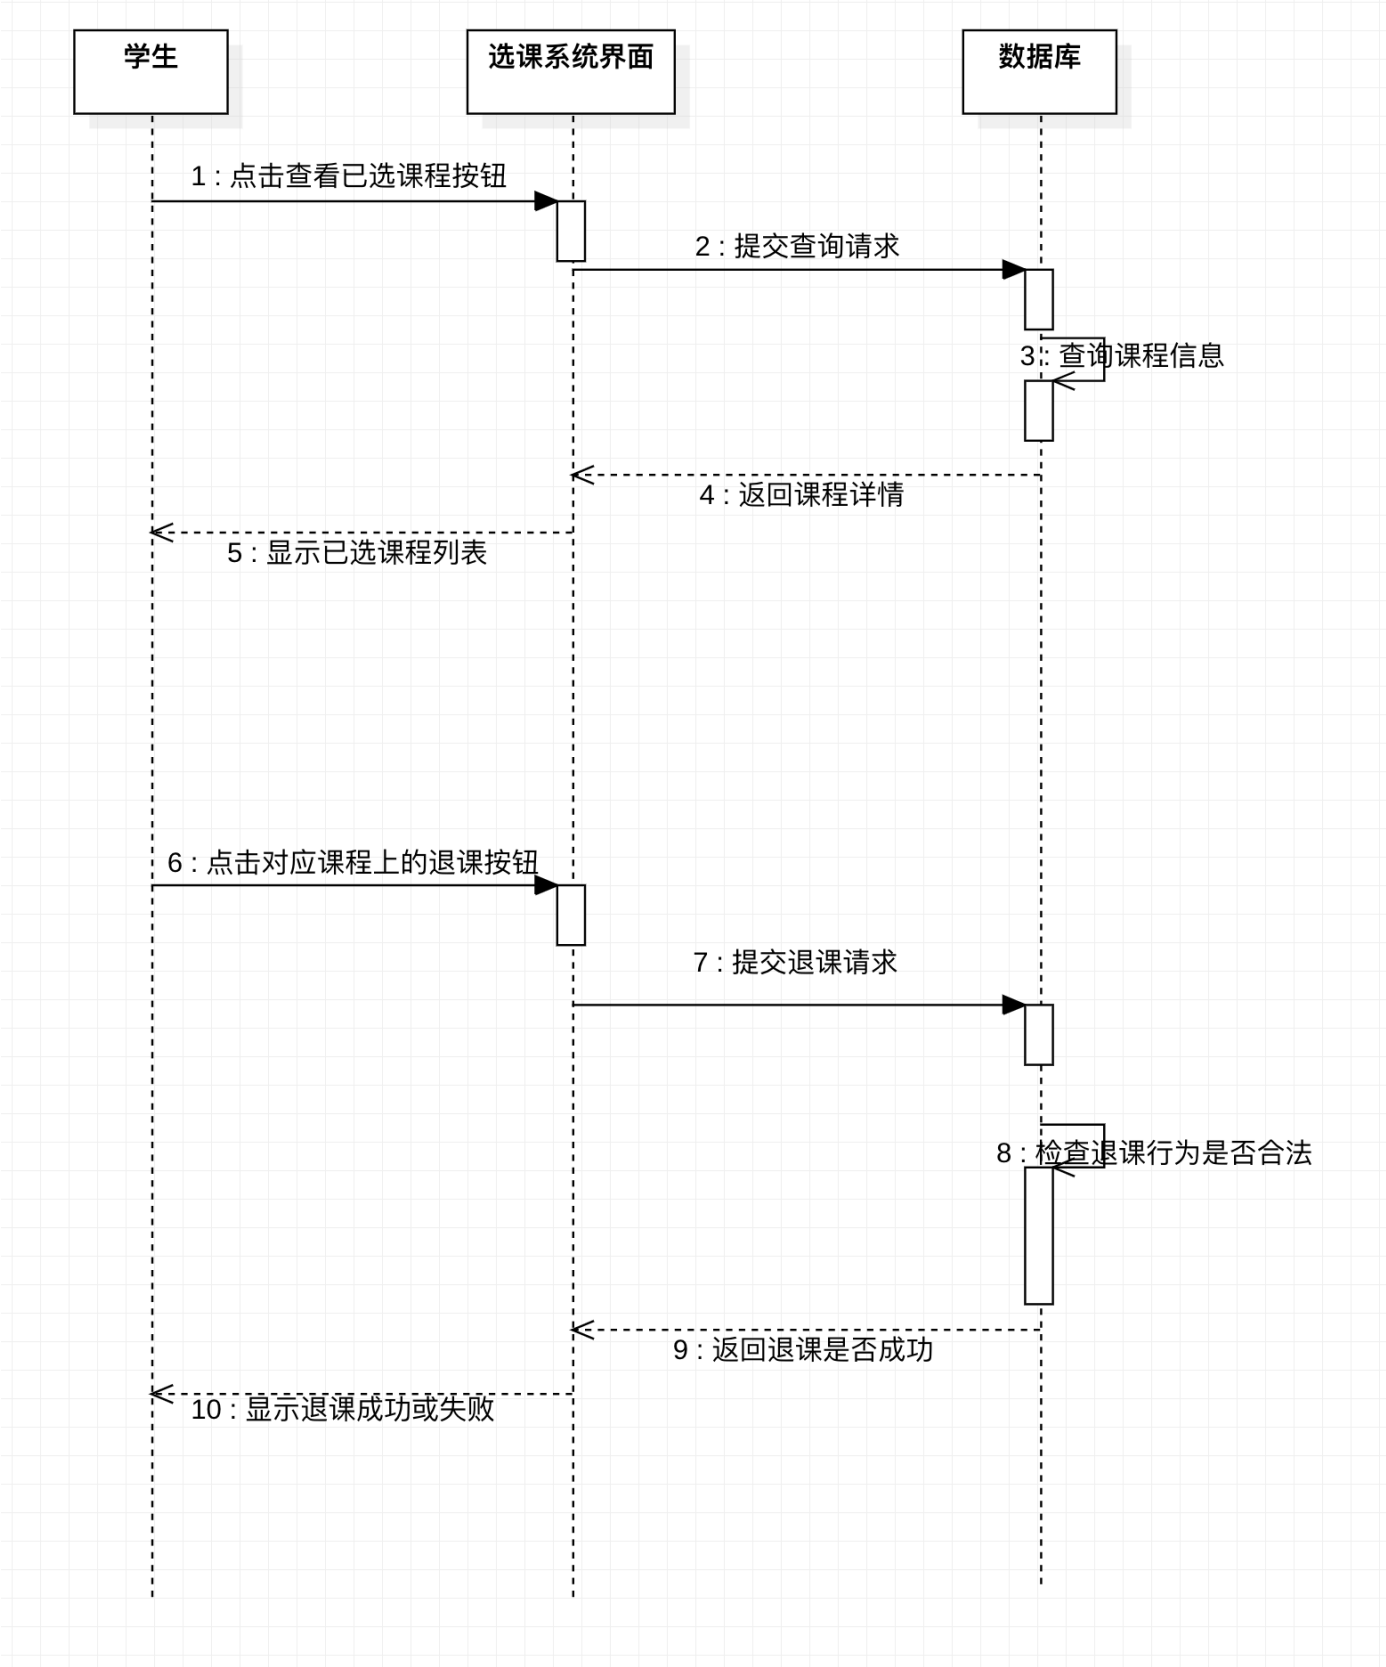 学生
选课系统界面
数据库
1 : 点击查看已选课程按钮
2 : 提交查询请求
3 : 查询课程信息
4 : 返回课程详情
5 : 显示已选课程列表
6 : 点击对应课程上的退课按钮
7 : 提交退课请求
8 : 检查退课行为是否合法
9 : 返回退课是否成功
10 : 显示退课成功或失败